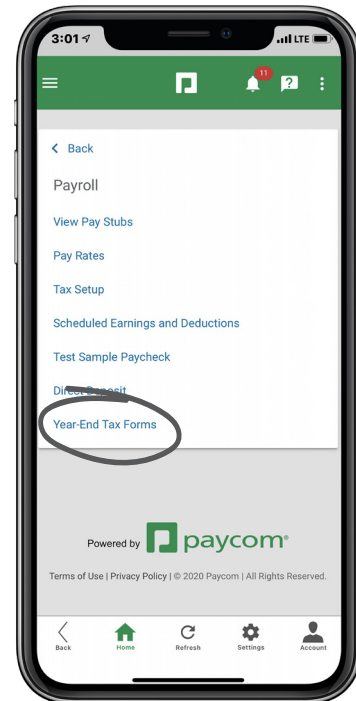 3:01
LTE
11
?
Back
Payroll
View Pay Stubs
Pay Rates
Tax Setup
Scheduled Earnings and Deductions
Test Sample Paycheck
Direct Deposit
Year-End Tax Forms
Powered by paycom®
Terms of Use | Privacy Policy | © 2020 Paycom | All Rights Reserved.
Back Home Refresh Settings Account